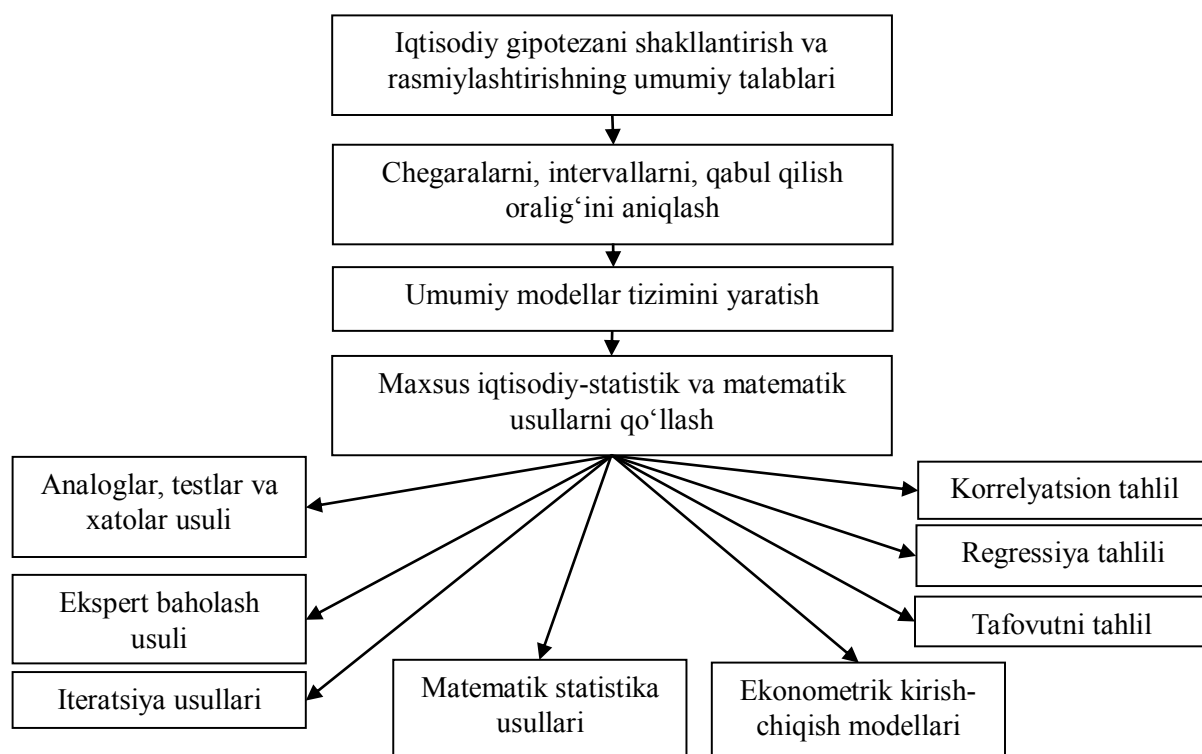 Iqtisodiy gipotezani shakllantirish va
rasmiylashtirishning umumiy talablari
Chegaralarni, intervallarni, qabul qilish
oralig‘ini aniqlash
Umumiy modellar tizimini yaratish
Maxsus iqtisodiy-statistik va matematik
usullarni qo‘llash
Analoglar, testlar va
xatolar usuli
Ekspert baholash
usuli
Iteratsiya usullari
Matematik statistika
usullari
Ekonometrik kirish-
chiqish modellari
Korrelyatsion tahlil
Regressiya tahlili
Tafovutni tahlil